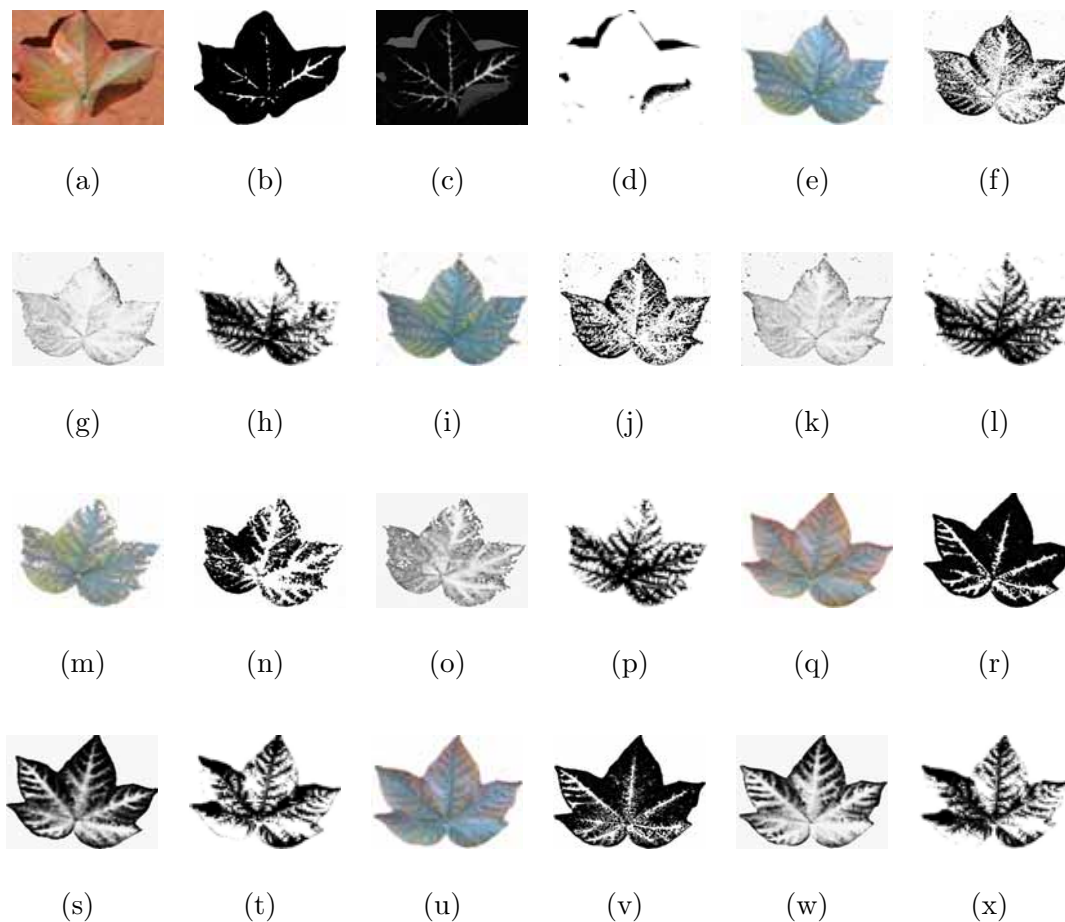 (a) (b) (c) (d) (e) (f)
(g) (h) (i) (j) (k) (l)
(m) (n) (o) (p) (q) (r)
(s) (t) (u) (v) (w) (x)